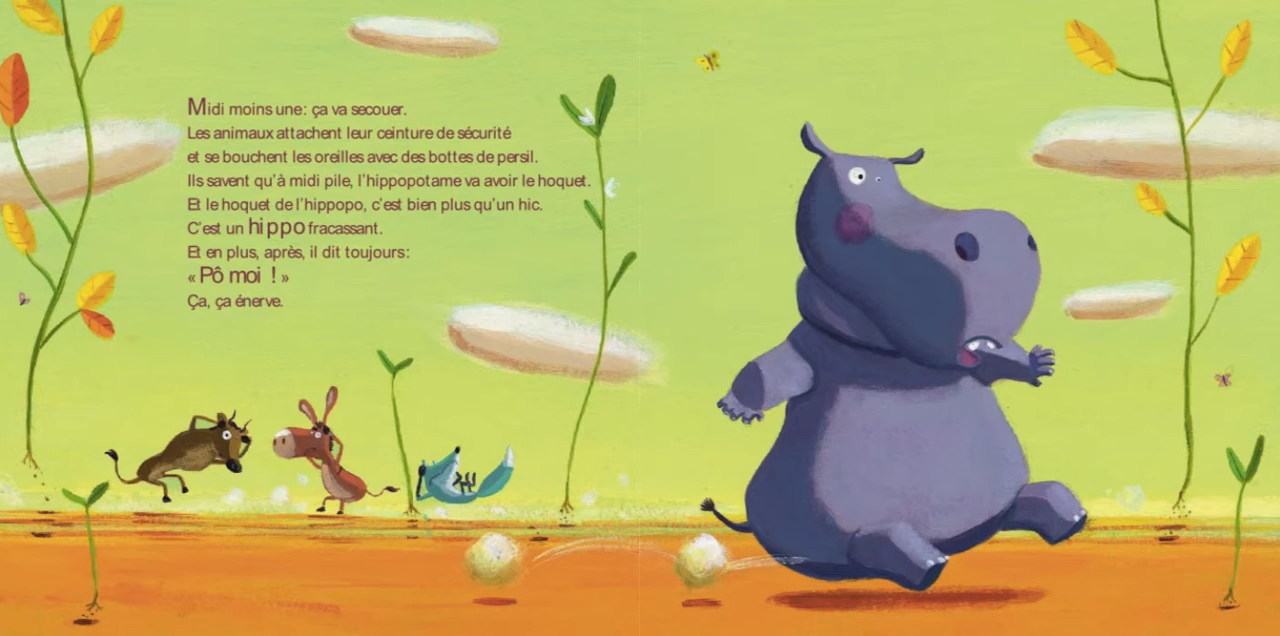 Midi moins une : ça va secouer.
Les animaux attachent leur ceinture de sécurité
et se bouchent les oreilles avec des bottes de persil.
Ils savent qu'à midi pile, l'hippopotame va avoir le hoquet.
Et le hoquet de l'hippopo, c'est bien plus qu'un hic.
C'est un hippo fracassant.
Et en plus, après, il dit toujours :
« Pô moi ! »
Ça, ça énerve.